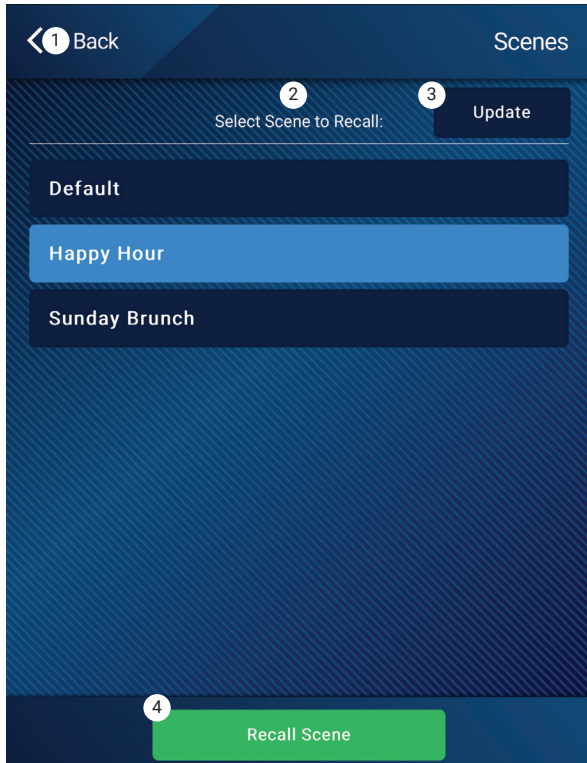 1 Back Scenes
2
3
Select Scene to Recall:
Update
Default
Happy Hour
Sunday Brunch
4
Recall Scene